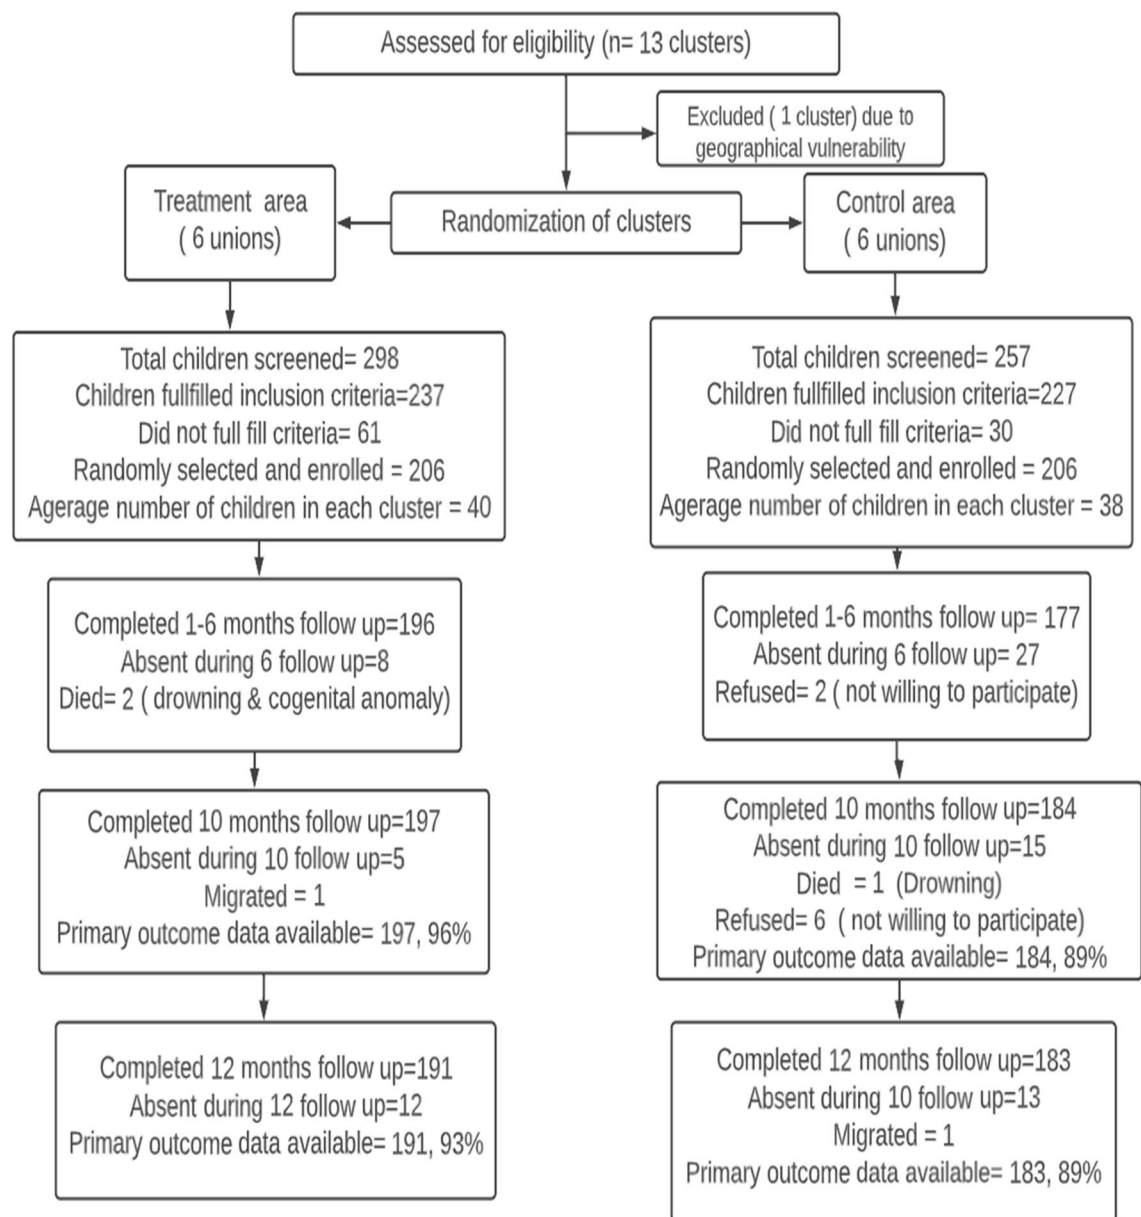 Assessed for eligibility (n= 13 clusters)
Excluded ( 1 cluster) due to
geographical vulnerability
Randomization of clusters
Treatment area
( 6 unions)
Control area
( 6 unions)
Total children screened= 298
Children fullfilled inclusion criteria=237
Did not full fill criteria= 61
Randomly selected and enrolled = 206
Agerage number of children in each cluster = 40
Total children screened= 257
Children fullfilled inclusion criteria=227
Did not full fill criteria= 30
Randomly selected and enrolled = 206
Agerage number of children in each cluster = 38
Completed 1-6 months follow up=196
Absent during 6 follow up=8
Died= 2 ( drowning & cogenital anomaly)
Completed 1-6 months follow up= 177
Absent during 6 follow up= 27
Refused= 2 ( not willing to participate)
Completed 10 months follow up=197
Absent during 10 follow up=5
Migrated = 1
Primary outcome data available= 197, 96%
Completed 10 months follow up=184
Absent during 10 follow up=15
Died = 1 (Drowning)
Refused= 6 ( not willing to participate)
Primary outcome data available= 184, 89%
Completed 12 months follow up=191
Absent during 12 follow up=12
Primary outcome data available= 191, 93%
Completed 12 months follow up=183
Absent during 10 follow up=13
Migrated = 1
Primary outcome data available= 183, 89%